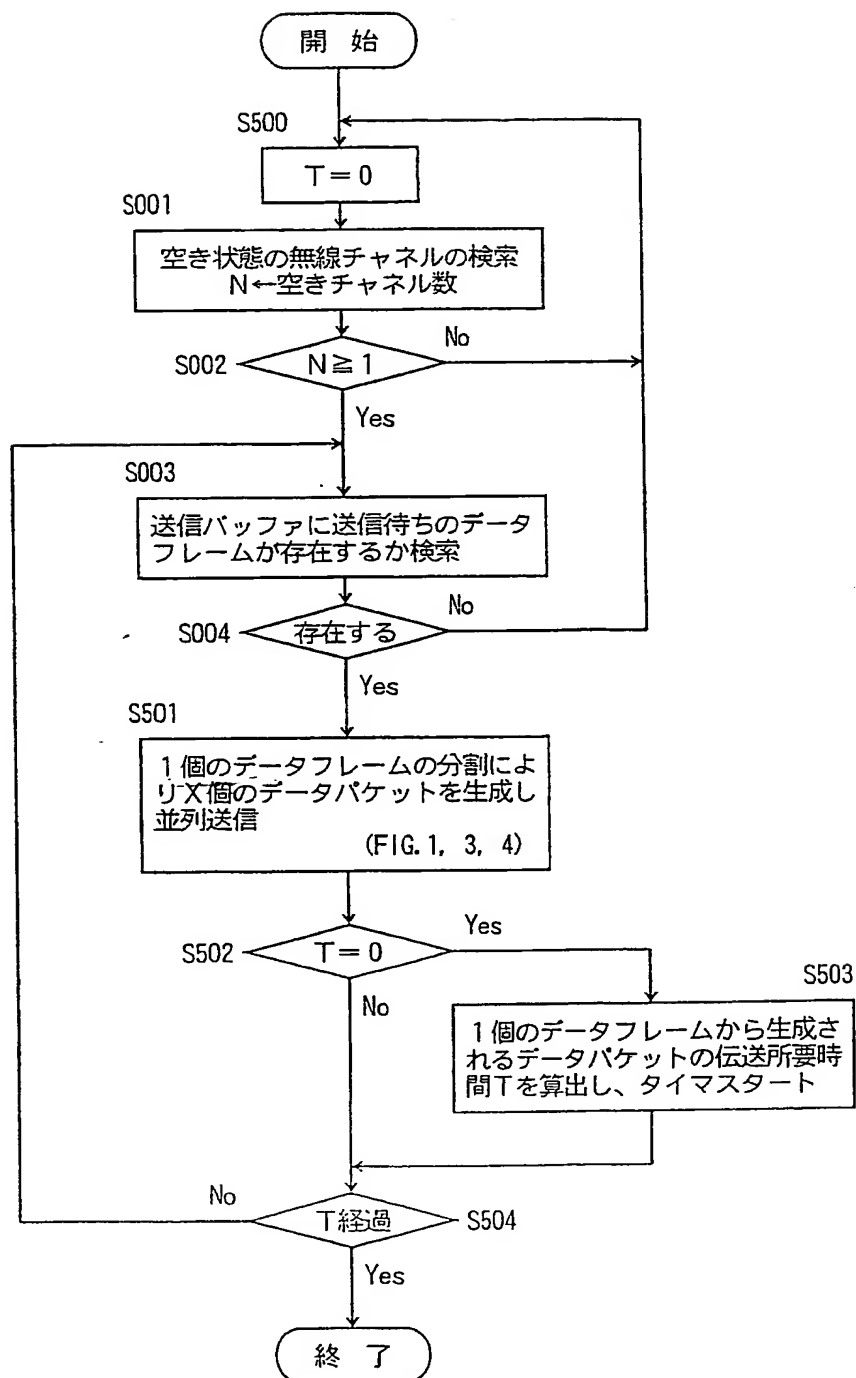 開 始
S500
T=0
S001
空き状態の無線チャネルの検索
N←空きチャネル数
S002
N≧1
No
Yes
S003
送信バッファに送信待ちのデータ
フレームが存在するか検索
S004
存在する
No
Yes
S501
1個のデータフレームの分割によ
りX個のデータパケットを生成し
並列送信
(FIG.1, 3, 4)
S502
T=0
Yes
No
S503
1個のデータフレームから生成さ
れるデータパケットの伝送所要時
間Tを算出し、タイマスタート
No
T経過
S504
Yes
終 了